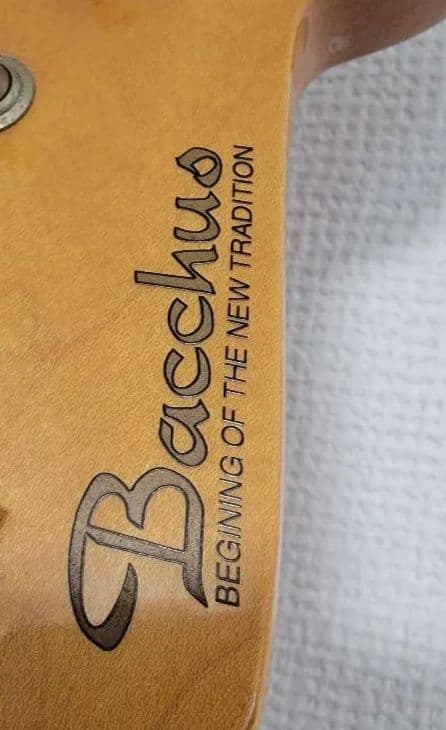 Bacchus
BEGINING OF THE NEW TRADITION